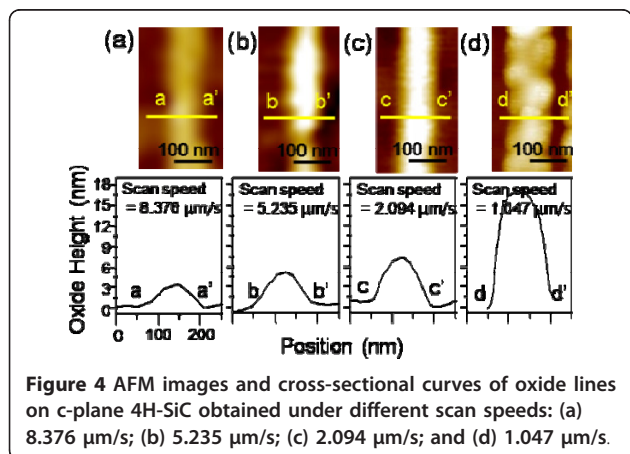 (a) (b) (c) (d)
a a' b b' c c' d d'
100 nm 100 nm 100 nm 100 nm
Oxide Height (nm)
18
15
12
9
6
3
0
Scan speed
= 8.376 µm/s
Scan speed
= 5.235 µm/s
Scan speed
= 2.094 µm/s
Scan speed
= 1.047 µm/s
a a' b b' c c' d d'
0 100 200
Position (nm)
Figure 4 AFM images and cross-sectional curves of oxide lines
on c-plane 4H-SiC obtained under different scan speeds: (a)
8.376 µm/s; (b) 5.235 µm/s; (c) 2.094 µm/s; and (d) 1.047 µm/s.